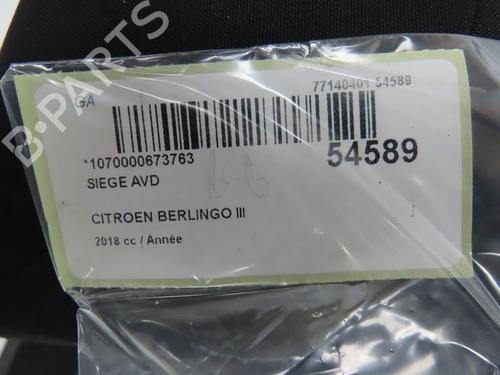 GA
77140401 54589
*1070000673763
54589
SIEGE AVD
CITROEN BERLINGO III
2018 cc / Année
B-PARTS